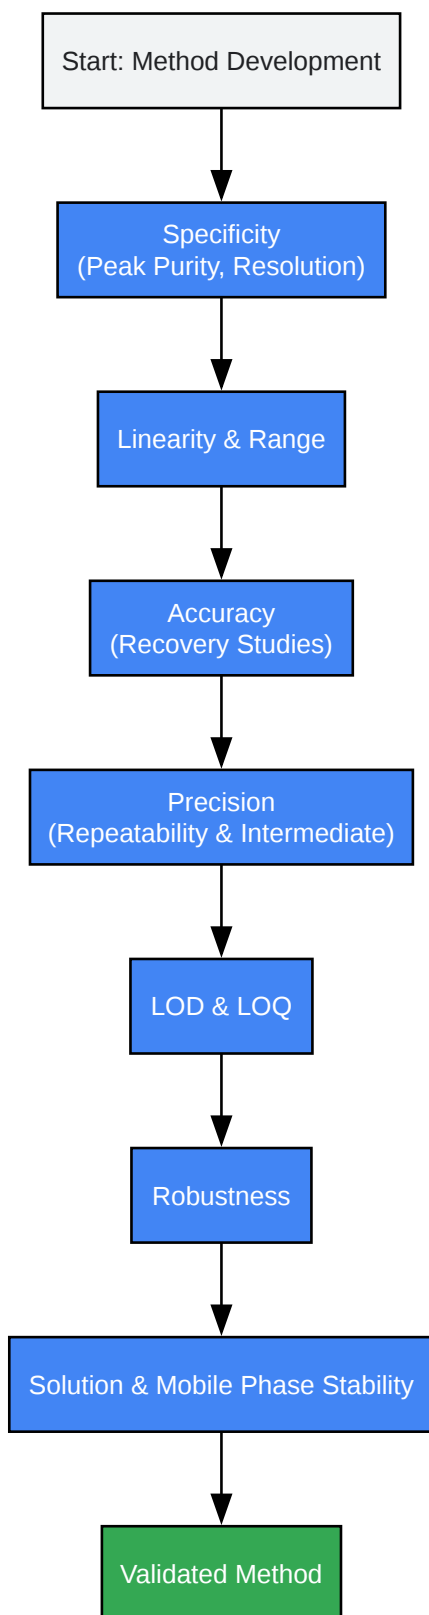 Start: Method Development
Specificity
(Peak Purity, Resolution)
Linearity & Range
Accuracy
(Recovery Studies)
Precision
(Repeatability & Intermediate)
LOD & LOQ
Robustness
Solution & Mobile Phase Stability
Validated Method